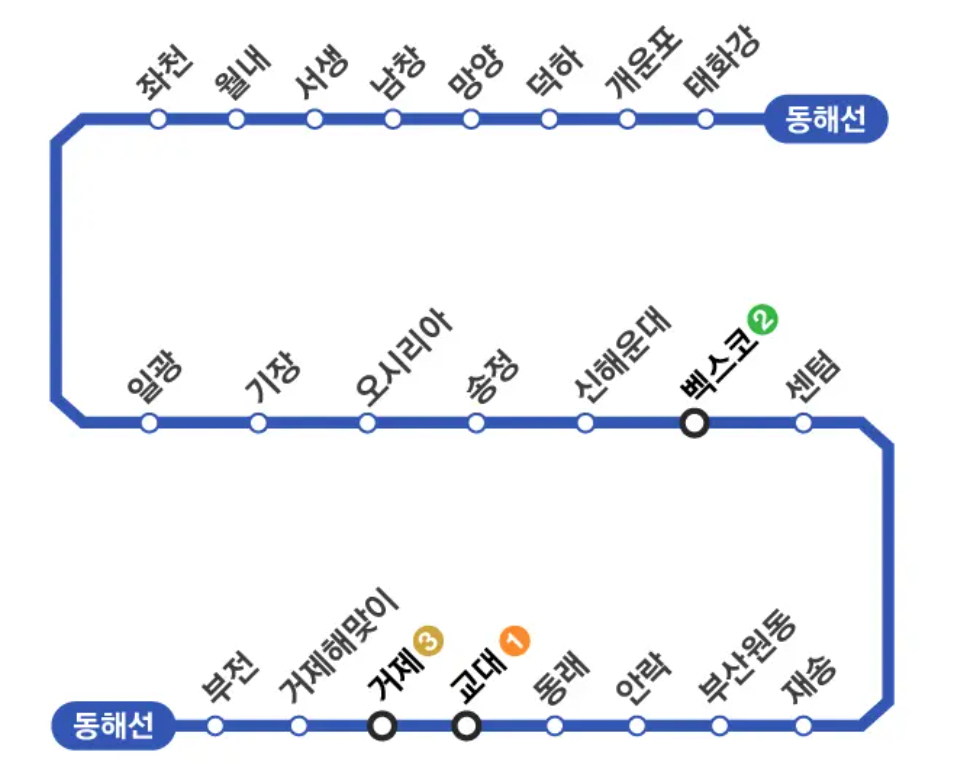 좌천
월내
서생
남창
망양
덕하
개운포
태화강
동해선
일광
기장
오시리아
송정
신해운대
벡스코 2
센텀
동해선
부전
거제해맞이
거제 3
교대 1
동래
안락
부산원동
재송